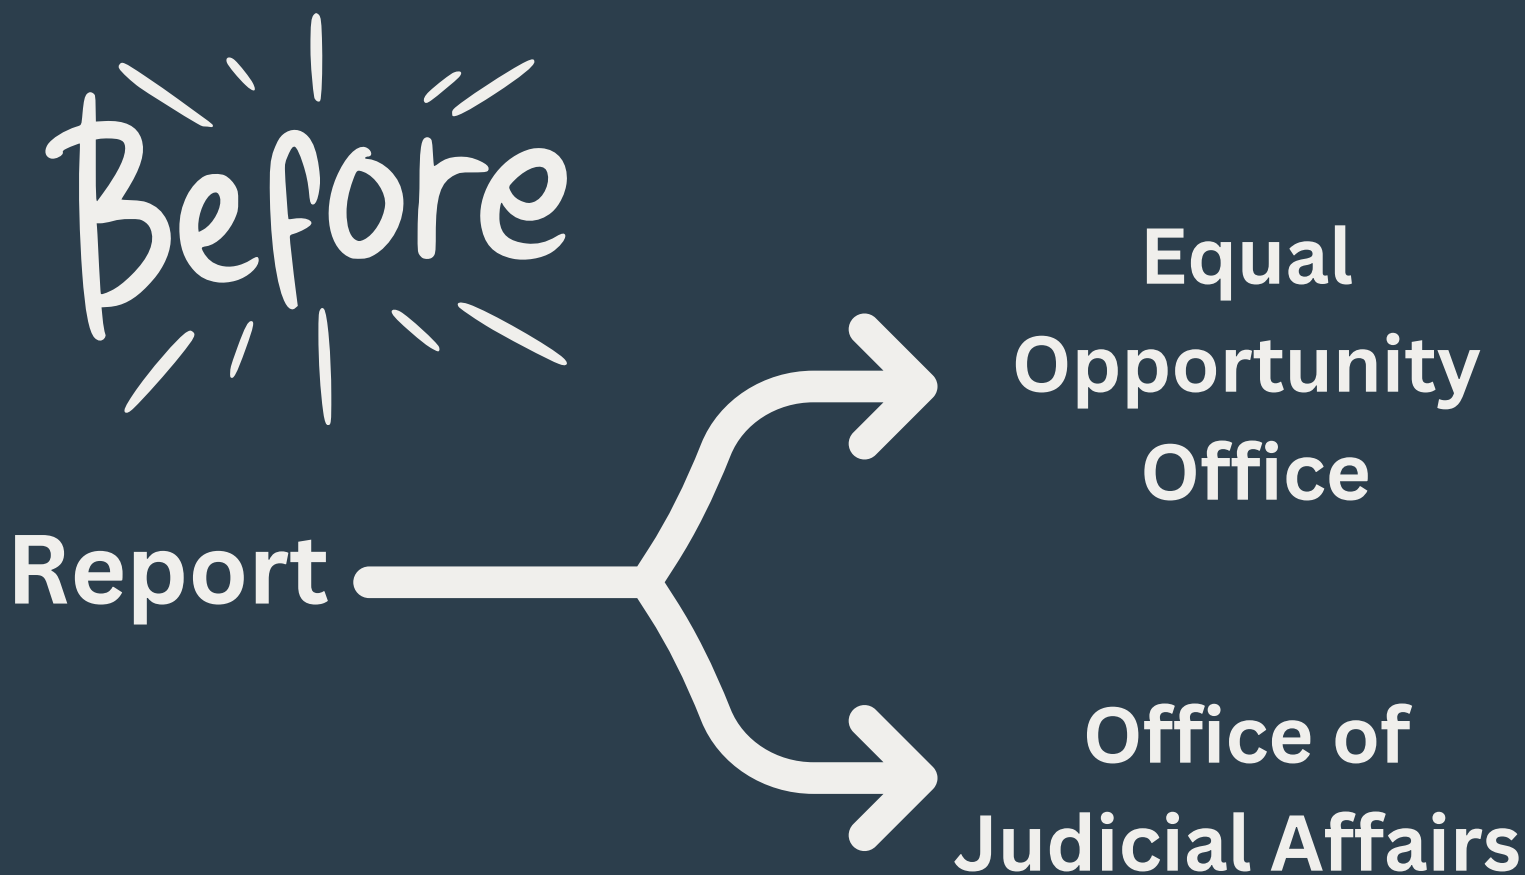 Before
Equal
Opportunity
Office
Report
Office of
Judicial Affairs